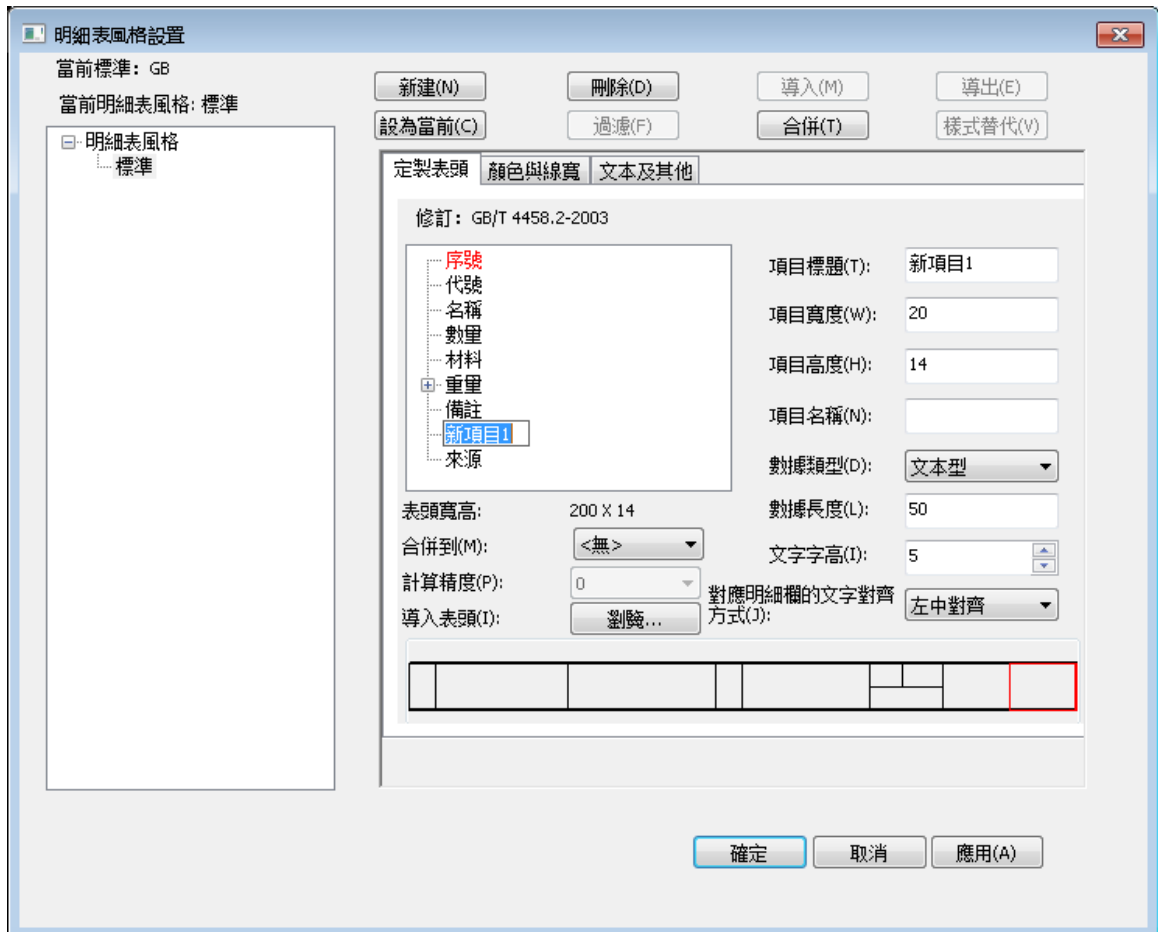 明細表風格設置
當前標準: GB
當前明細表風格: 標準
新建(N)
刪除(D)
導入(M)
導出(E)
設為當前(C)
過濾(F)
合併(T)
樣式替代(V)
明細表風格
標準
定製表頭
顏色與線寬
文本及其他
修訂: GB/T 4458.2-2003
序號
代號
名稱
數量
材料
重量
備註
新項目1
來源
項目標題(T):
新項目1
項目寬度(W):
20
項目高度(H):
14
項目名稱(N):
數據類型(D):
文本型
數據長度(L):
50
文字字高(I):
5
對應明細欄的文字對齊
方式(J):
左中對齊
表頭寬高:
200 X 14
合併到(M):
<無>
計算精度(P):
0
導入表頭(I):
瀏覽...
確定
取消
應用(A)